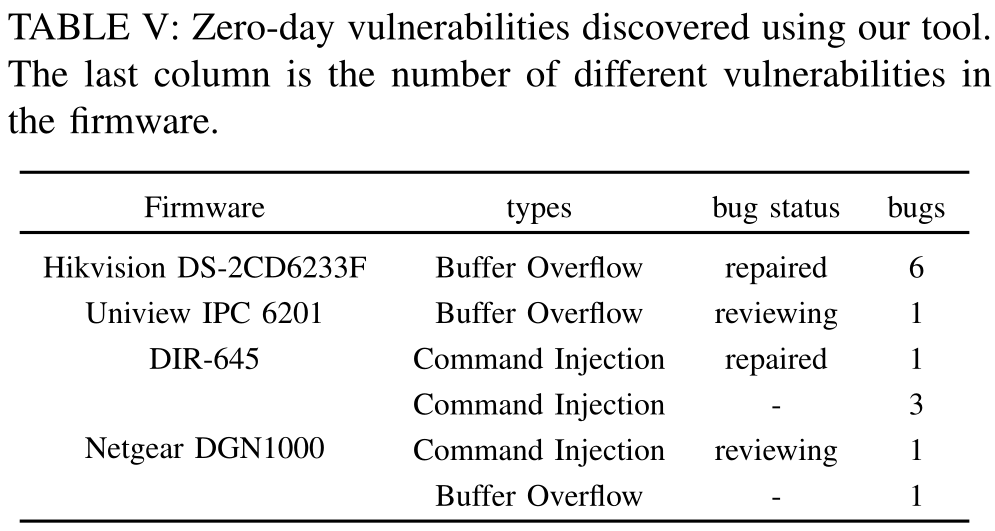 TABLE V: Zero-day vulnerabilities discovered using our tool.
The last column is the number of different vulnerabilities in
the firmware.
Firmware types bug status bugs
Hikvision DS-2CD6233F Buffer Overflow repaired 6
Uniview IPC 6201 Buffer Overflow reviewing 1
DIR-645 Command Injection repaired 1
Command Injection - 3
Netgear DGN1000 Command Injection reviewing 1
Buffer Overflow - 1